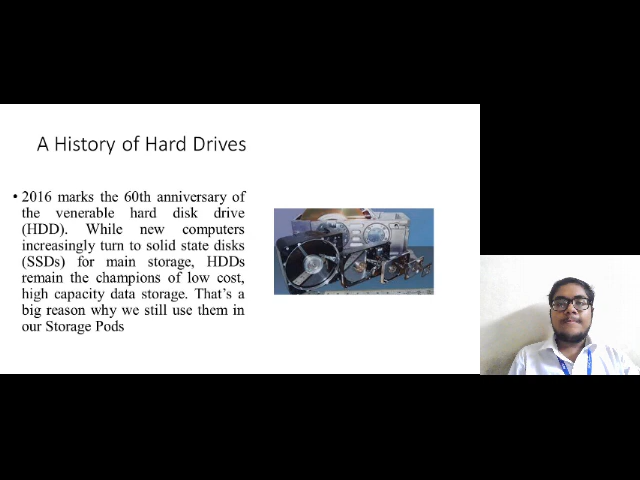 A History of Hard Drives
• 2016 marks the 60th anniversary of
the venerable hard disk drive
(HDD). While new computers
increasingly turn to solid state disks
(SSDs) for main storage, HDDs
remain the champions of low cost,
high capacity data storage. That's a
big reason why we still use them in
our Storage Pods